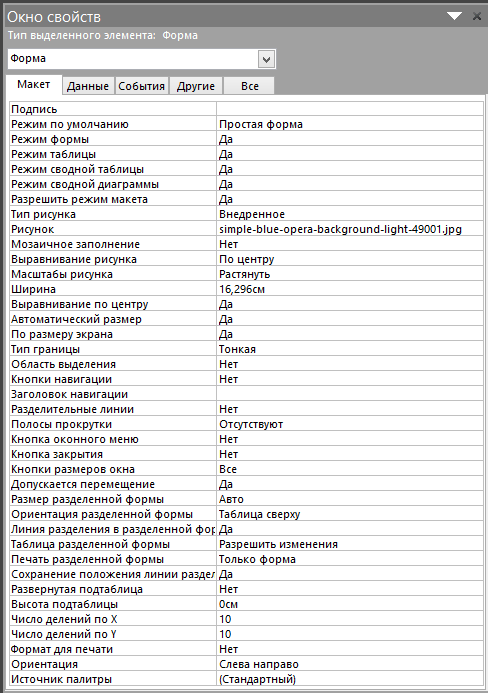 Окно свойств
Тип выделенного элемента: Форма
Форма
Макет Данные События Другие Все
Подпись
Режим по умолчанию Простая форма
Режим формы Да
Режим таблицы Да
Режим сводной таблицы Да
Режим сводной диаграммы Да
Разрешить режим макета Да
Тип рисунка Внедренное
Рисунок simple-blue-opera-background-light-49001.jpg
Мозаичное заполнение Нет
Выравнивание рисунка По центру
Масштабы рисунка Растянуть
Ширина 16,296см
Выравнивание по центру Да
Автоматический размер Да
По размеру экрана Да
Тип границы Тонкая
Область выделения Нет
Кнопки навигации Нет
Заголовок навигации
Разделительные линии Нет
Полосы прокрутки Отсутствуют
Кнопка оконного меню Нет
Кнопка закрытия Нет
Кнопки размеров окна Все
Допускается перемещение Да
Размер разделенной формы Авто
Ориентация разделенной формы Таблица сверху
Линия разделения в разделенной фор Да
Таблица разделенной формы Разрешить изменения
Печать разделенной формы Только форма
Сохранение положения линии раздел Да
Развернутая подтаблица Нет
Высота подтаблицы 0см
Число делений по X 10
Число делений по Y 10
Формат для печати Нет
Ориентация Слева направо
Источник палитры (Стандартный)